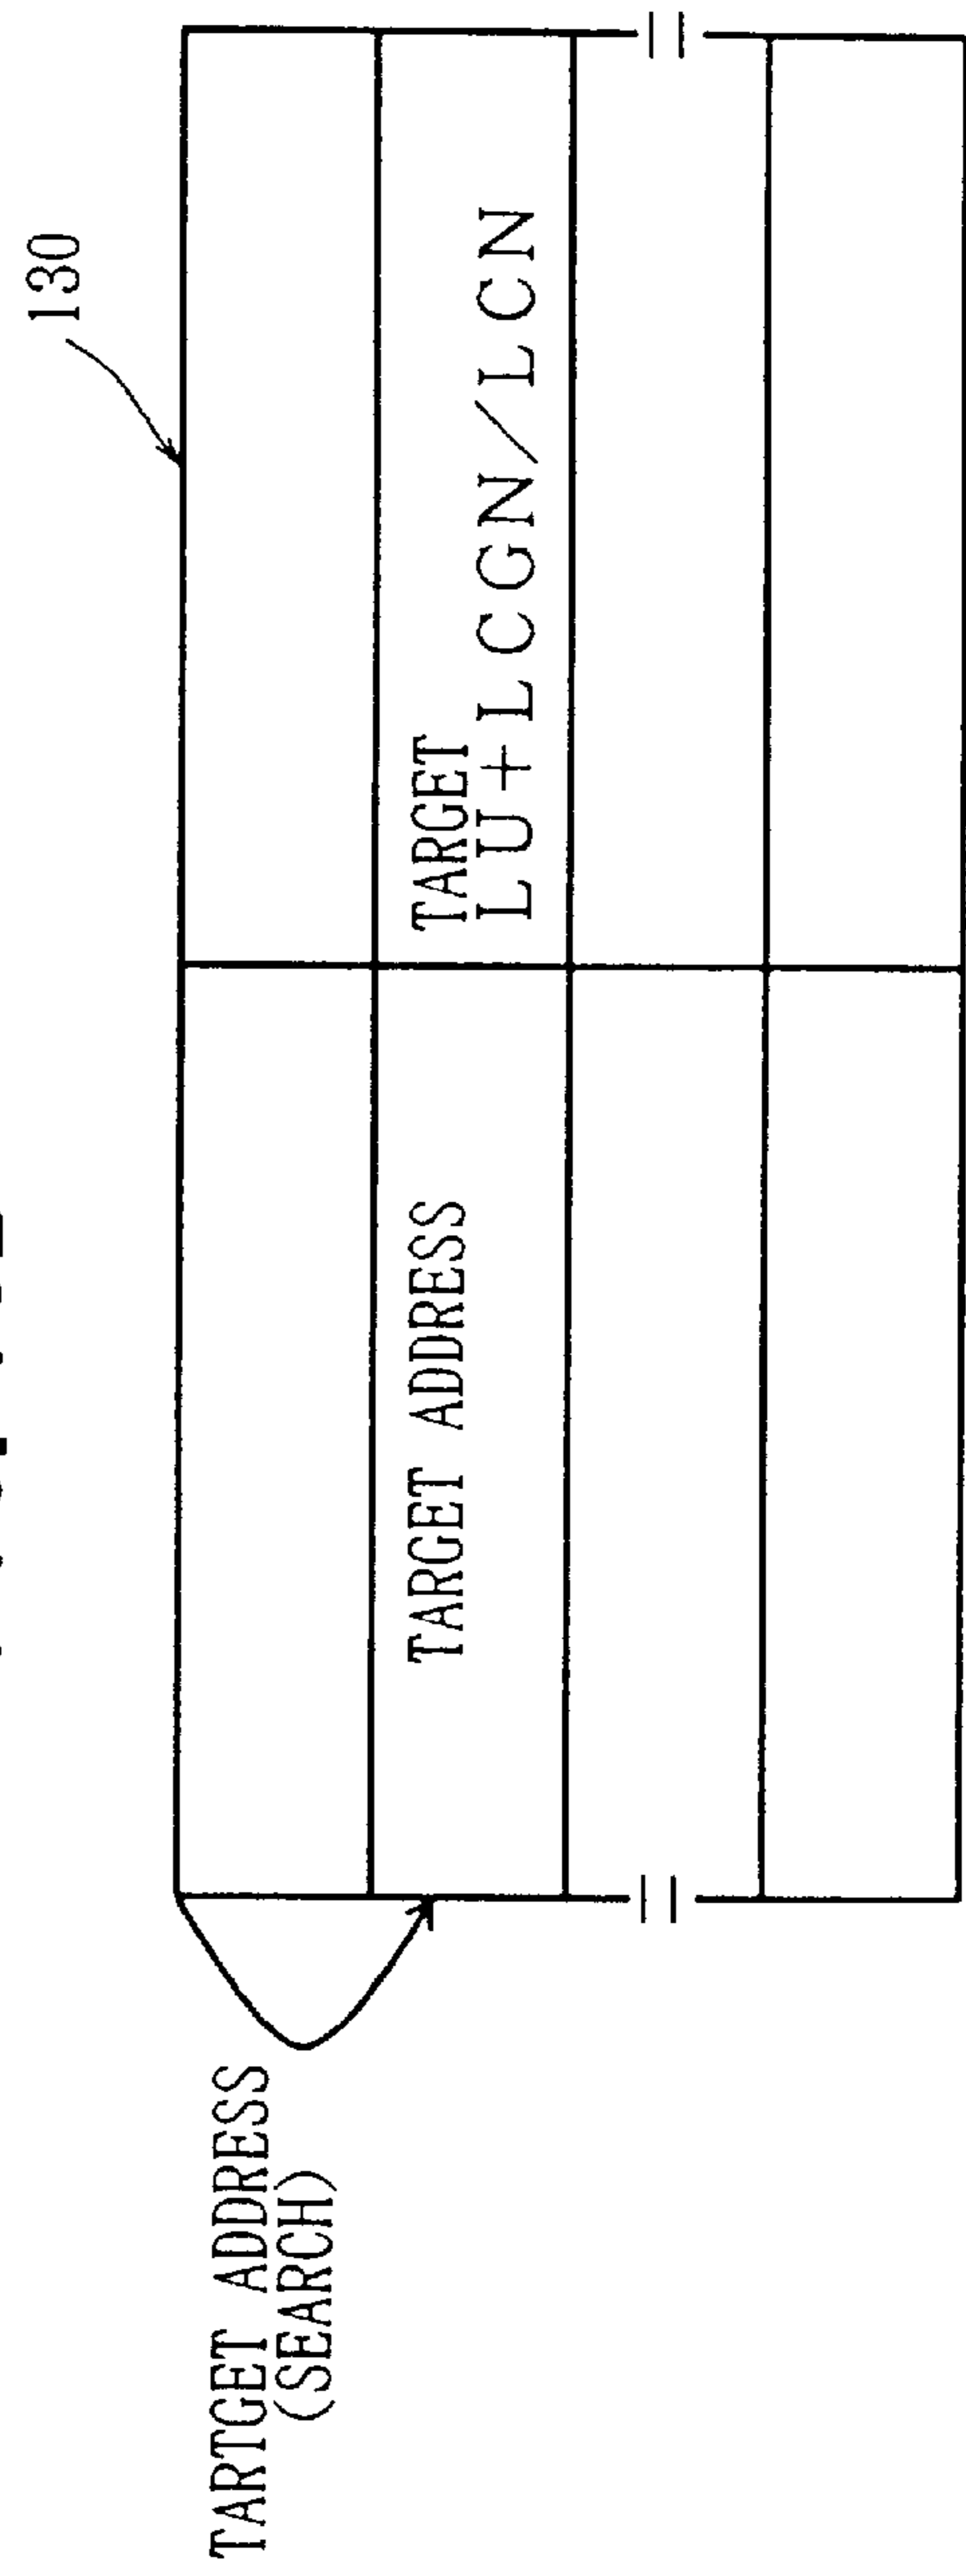 130
TARTGET ADDRESS
(SEARCH)
TARGET ADDRESS
TARGET
LU+LCGN/LCN